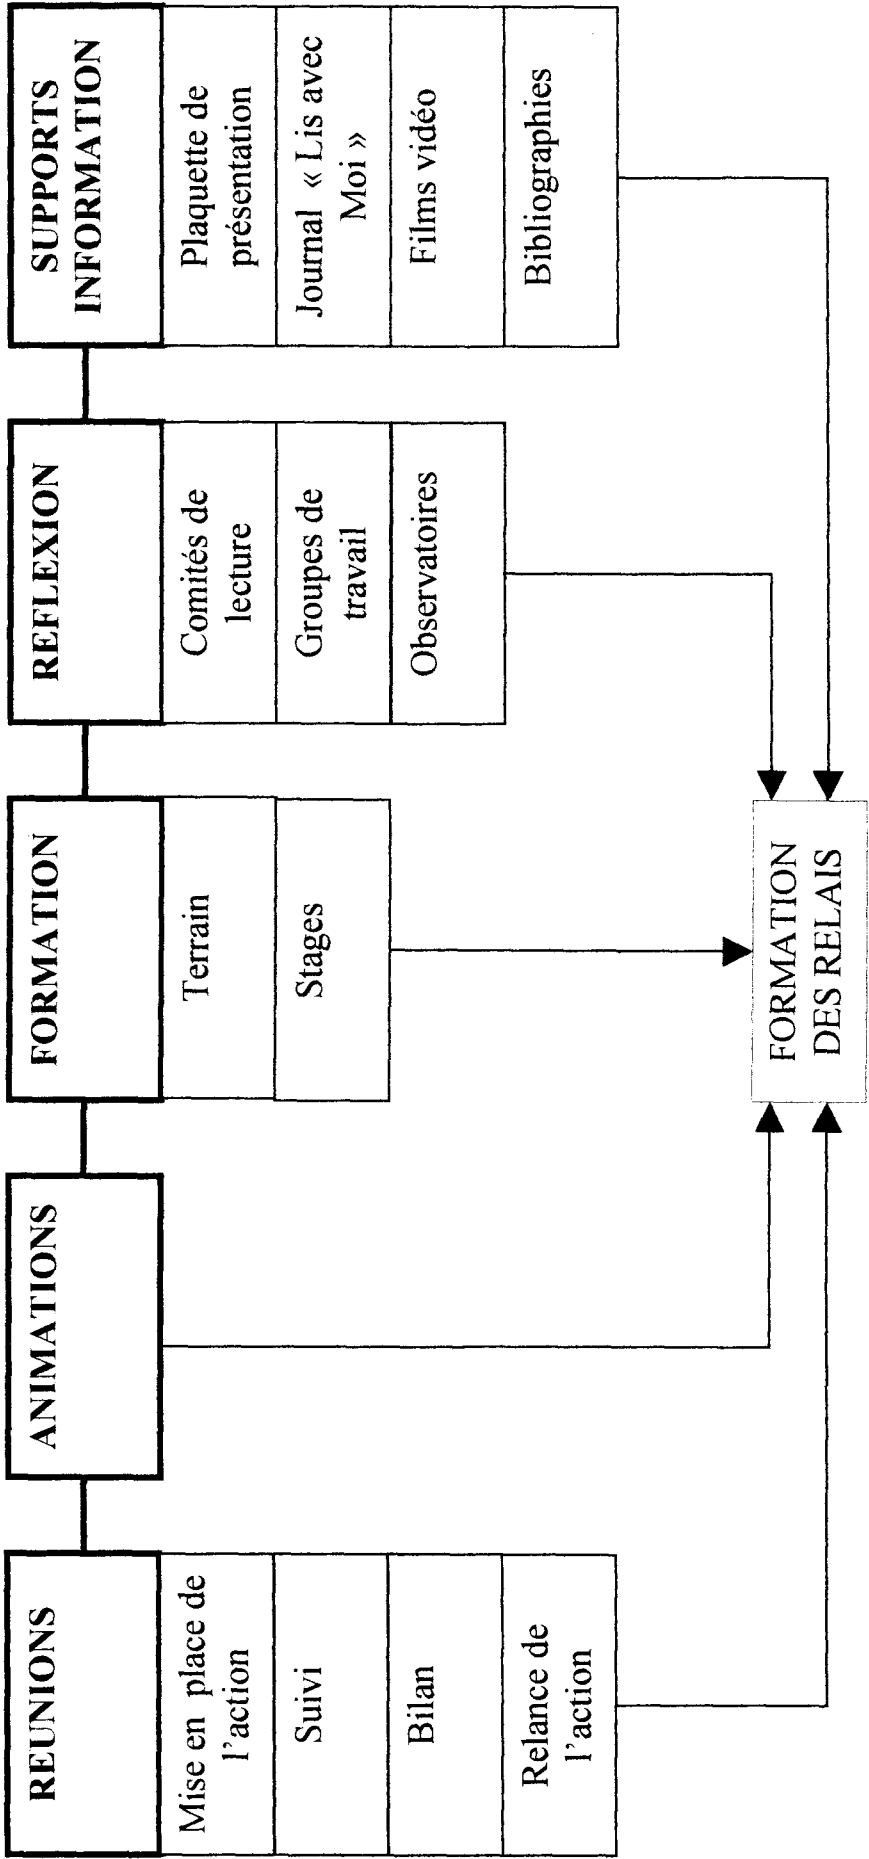 REUNIONS
Mise en place de
l'action
Suivi
Bilan
Relance de
l'action
ANIMATIONS
FORMATION
Terrain
Stages
REFLEXION
Comités de
lecture
Groupes de
travail
Observatoires
SUPPORTS
INFORMATION
Plaquette de
présentation
Journal « Lis avec
Moi »
Films vidéo
Bibliographies
FORMATION
DES RELAIS